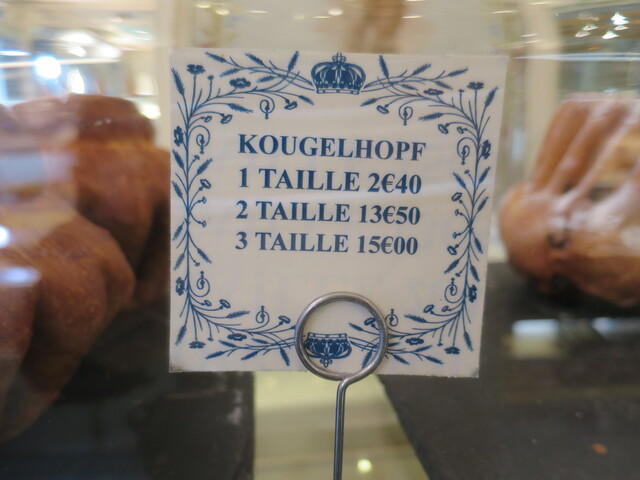 KOUGELHOPF
1 TAILLE 2€40
2 TAILLE 13€50
3 TAILLE 15€00